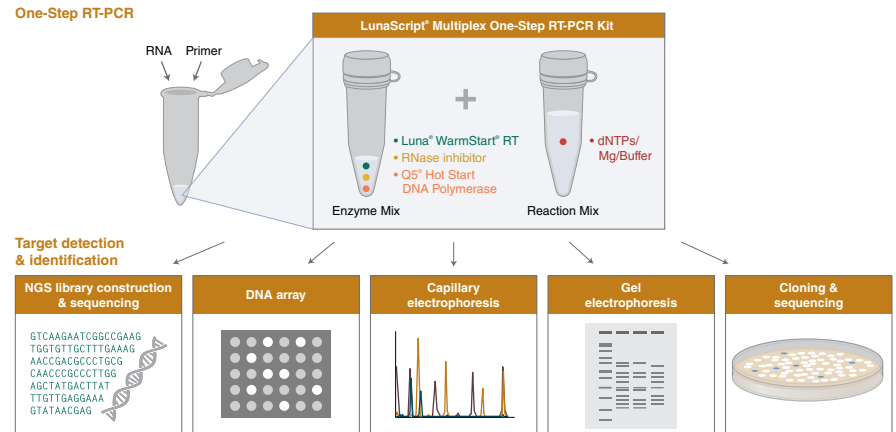 One-Step RT-PCR
LunaScript® Multiplex One-Step RT-PCR Kit
RNA Primer
• Luna® WarmStart® RT
• RNase inhibitor
• Q5® Hot Start
DNA Polymerase
• dNTPs/
Mg/Buffer
Enzyme Mix
Reaction Mix
Target detection
& identification
NGS library construction
& sequencing
DNA array
Capillary
electrophoresis
Gel
electrophoresis
Cloning &
sequencing
GTCAAGAATCGGCCGAAG
TGGTGTTGCTTTGAAAG
AACCGACGCCCTGCG
CAACCCGCCCTTGG
AGCTATGACTTAT
TTGTTGAGGAAA
GTATAACGAG